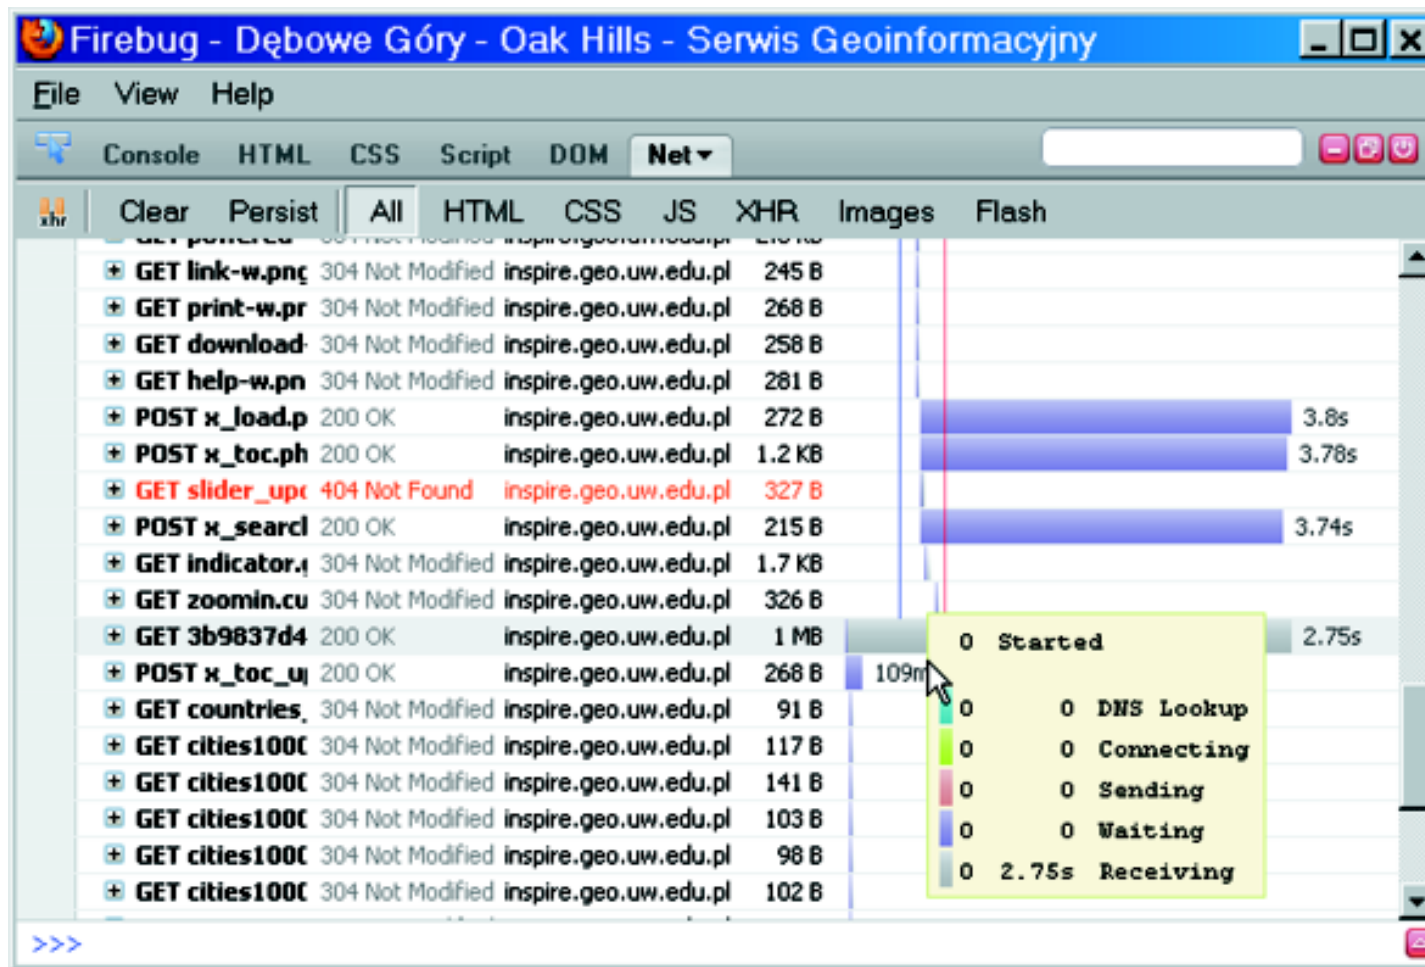 Firebug - Dębowe Góry - Oak Hills - Serwis Geoinformacyjny
File View Help
Console HTML CSS Script DOM Net
xhr Clear Persist All HTML CSS JS XHR Images Flash
GET link-w.png 304 Not Modified inspire.geo.uw.edu.pl 245 B
GET print-w.pr 304 Not Modified inspire.geo.uw.edu.pl 268 B
GET download- 304 Not Modified inspire.geo.uw.edu.pl 258 B
GET help-w.pn 304 Not Modified inspire.geo.uw.edu.pl 281 B
POST x_load.p 200 OK inspire.geo.uw.edu.pl 272 B 3.8s
POST x_toc.ph 200 OK inspire.geo.uw.edu.pl 1.2 KB 3.78s
GET slider_up 404 Not Found inspire.geo.uw.edu.pl 327 B
POST x_searcl 200 OK inspire.geo.uw.edu.pl 215 B 3.74s
GET indicator. 304 Not Modified inspire.geo.uw.edu.pl 1.7 KB
GET zoomin.cu 304 Not Modified inspire.geo.uw.edu.pl 326 B
GET 3b9837d4 200 OK inspire.geo.uw.edu.pl 1 MB 2.75s
POST x_toc_u 200 OK inspire.geo.uw.edu.pl 268 B 109m
GET countries_ 304 Not Modified inspire.geo.uw.edu.pl 91 B
GET cities100 304 Not Modified inspire.geo.uw.edu.pl 117 B
GET cities100 304 Not Modified inspire.geo.uw.edu.pl 141 B
GET cities100 304 Not Modified inspire.geo.uw.edu.pl 103 B
GET cities100 304 Not Modified inspire.geo.uw.edu.pl 98 B
GET cities100 304 Not Modified inspire.geo.uw.edu.pl 102 B
0 Started
0 0 DNS Lookup
0 0 Connecting
0 0 Sending
0 0 Waiting
0 2.75s Receiving
>>>